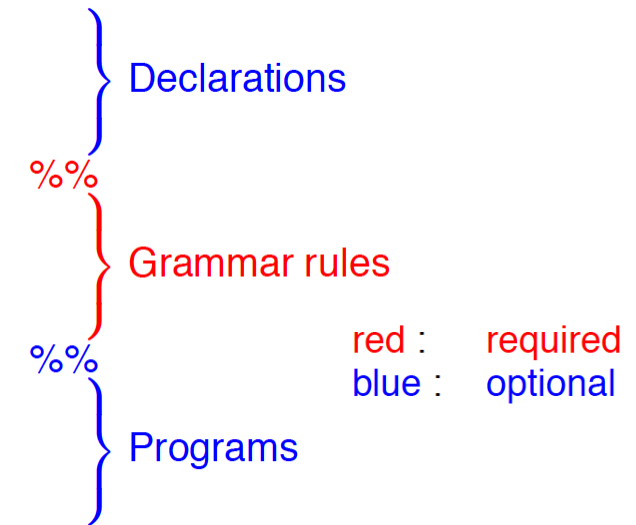 Declarations
%%
Grammar rules
red : required
%%
blue : optional
Programs